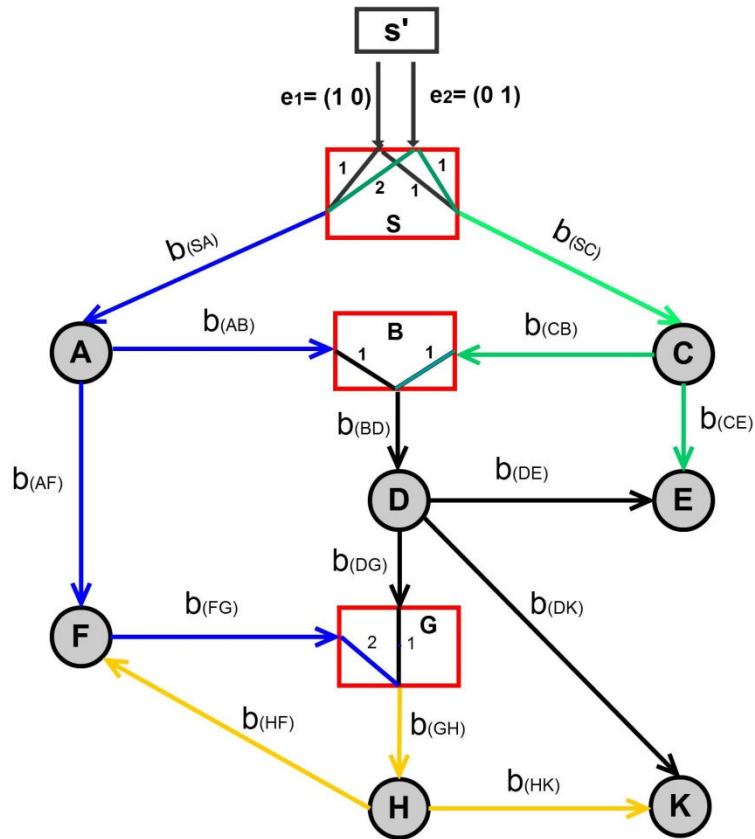 s'
e1= (1 0)
e2= (0 1)
1
2
1
1
S
b(SA)
b(SC)
A
b(AB)
B
1
1
b(CB)
C
b(BD)
b(CE)
b(AF)
D
b(DE)
E
b(DG)
b(DK)
F
b(FG)
G
2
1
b(HF)
b(GH)
b(HK)
H
K